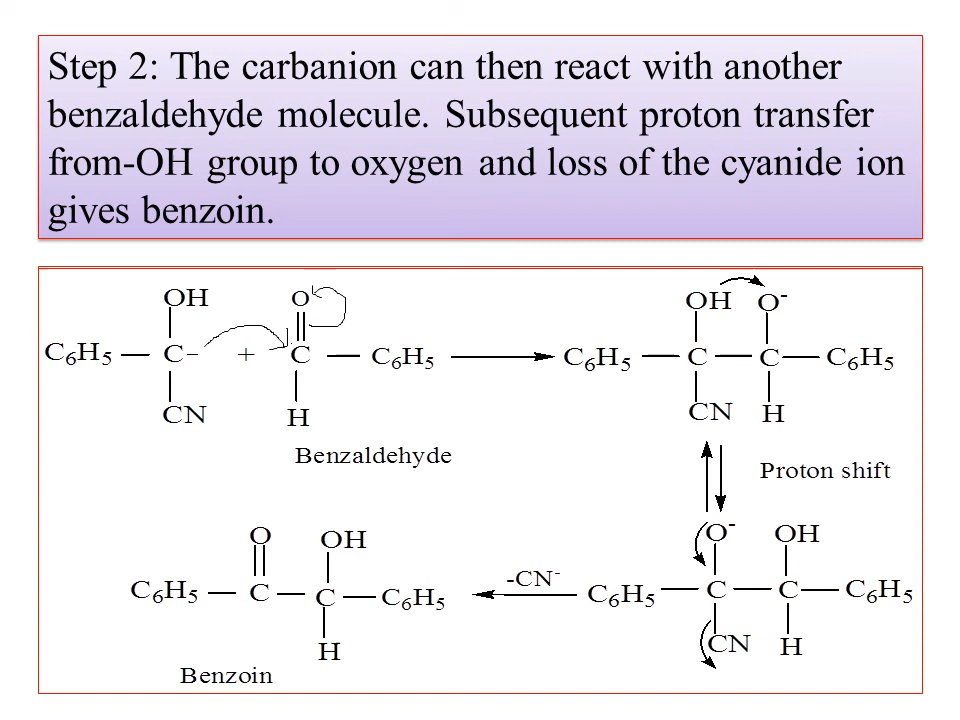 Step 2: The carbanion can then react with another
benzaldehyde molecule. Subsequent proton transfer
from-OH group to oxygen and loss of the cyanide ion
gives benzoin.
OH O OH O⁻
C₆H₅ — C − + C — C₆H₅ C₆H₅ — C — C — C₆H₅
CN H CN H
Benzaldehyde
Proton shift
O OH O⁻ OH
C₆H₅ — C — C — C₆H₅ -CN⁻ C₆H₅ — C — C — C₆H₅
H CN H
Benzoin